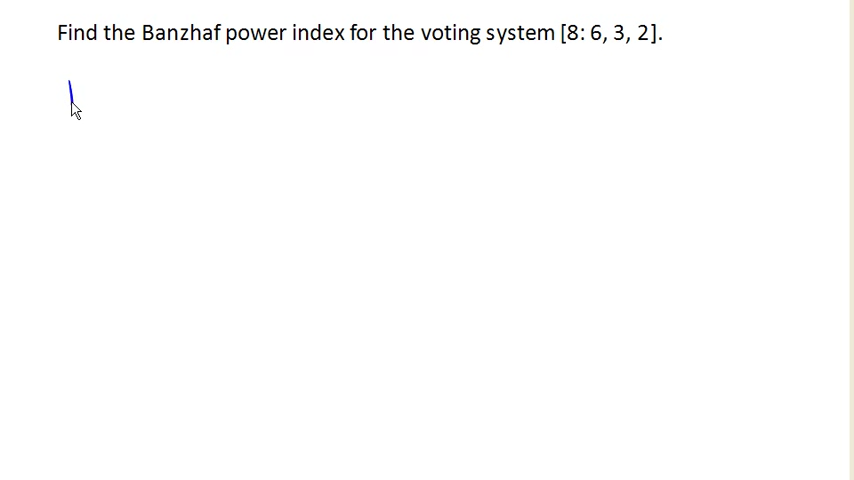 Find the Banzhaf power index for the voting system [8: 6, 3, 2].